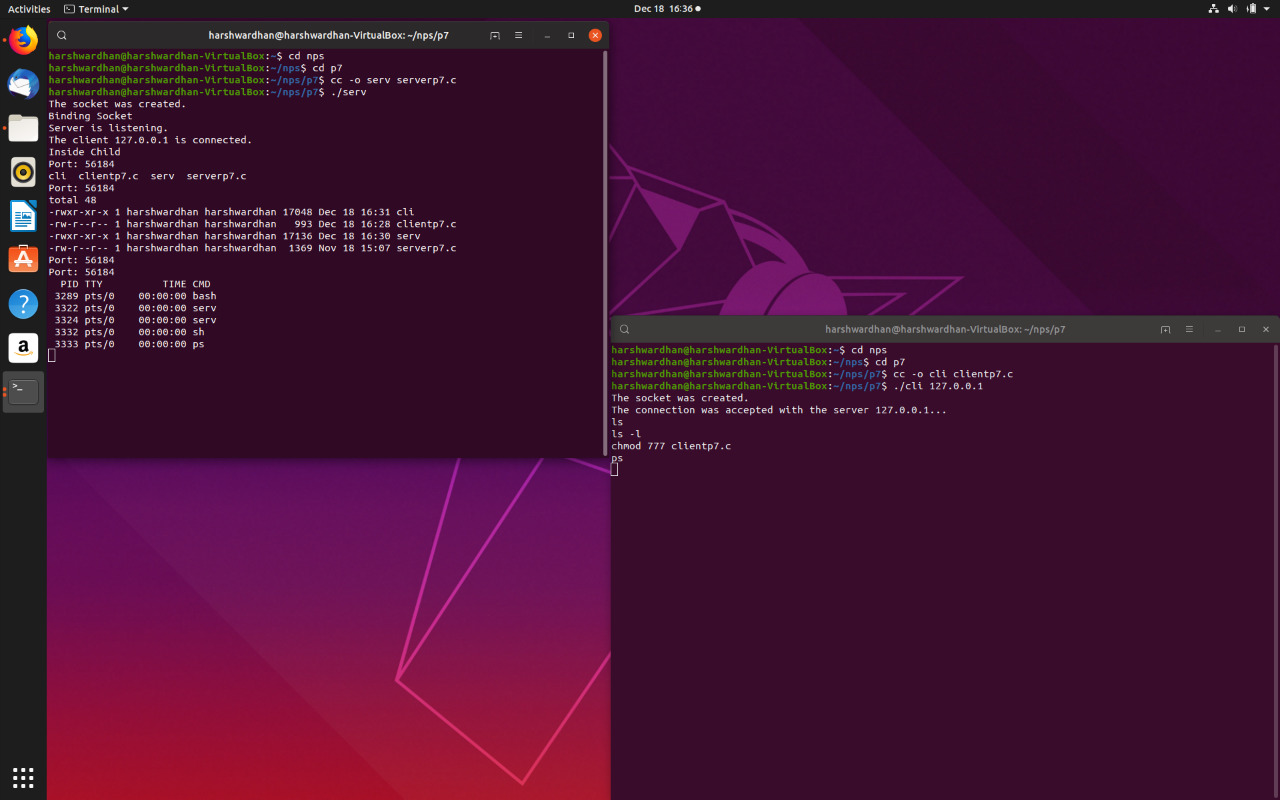 Activities Terminal Dec 18 16:36
harshwardhan@harshwardhan-VirtualBox: ~/nps/p7
harshwardhan@harshwardhan-VirtualBox:~$ cd nps
harshwardhan@harshwardhan-VirtualBox:~/nps$ cd p7
harshwardhan@harshwardhan-VirtualBox:~/nps/p7$ cc -o serv serverp7.c
harshwardhan@harshwardhan-VirtualBox:~/nps/p7$ ./serv
The socket was created.
Binding Socket
Server is listening.
The client 127.0.0.1 is connected.
Inside Child
Port: 56184
cli  clientp7.c  serv  serverp7.c
Port: 56184
total 48
-rwxr-xr-x 1 harshwardhan harshwardhan 17048 Dec 18 16:31 cli
-rw-r--r-- 1 harshwardhan harshwardhan   993 Dec 18 16:28 clientp7.c
-rwxr-xr-x 1 harshwardhan harshwardhan 17136 Dec 18 16:30 serv
-rw-r--r-- 1 harshwardhan harshwardhan  1369 Nov 18 15:07 serverp7.c
Port: 56184
Port: 56184
  PID TTY          TIME CMD
 3289 pts/0    00:00:00 bash
 3322 pts/0    00:00:00 serv
 3324 pts/0    00:00:00 serv
 3332 pts/0    00:00:00 sh
 3333 pts/0    00:00:00 ps
harshwardhan@harshwardhan-VirtualBox: ~/nps/p7
harshwardhan@harshwardhan-VirtualBox:~$ cd nps
harshwardhan@harshwardhan-VirtualBox:~/nps$ cd p7
harshwardhan@harshwardhan-VirtualBox:~/nps/p7$ cc -o cli clientp7.c
harshwardhan@harshwardhan-VirtualBox:~/nps/p7$ ./cli 127.0.0.1
The socket was created.
The connection was accepted with the server 127.0.0.1...
ls
ls -l
chmod 777 clientp7.c
ps